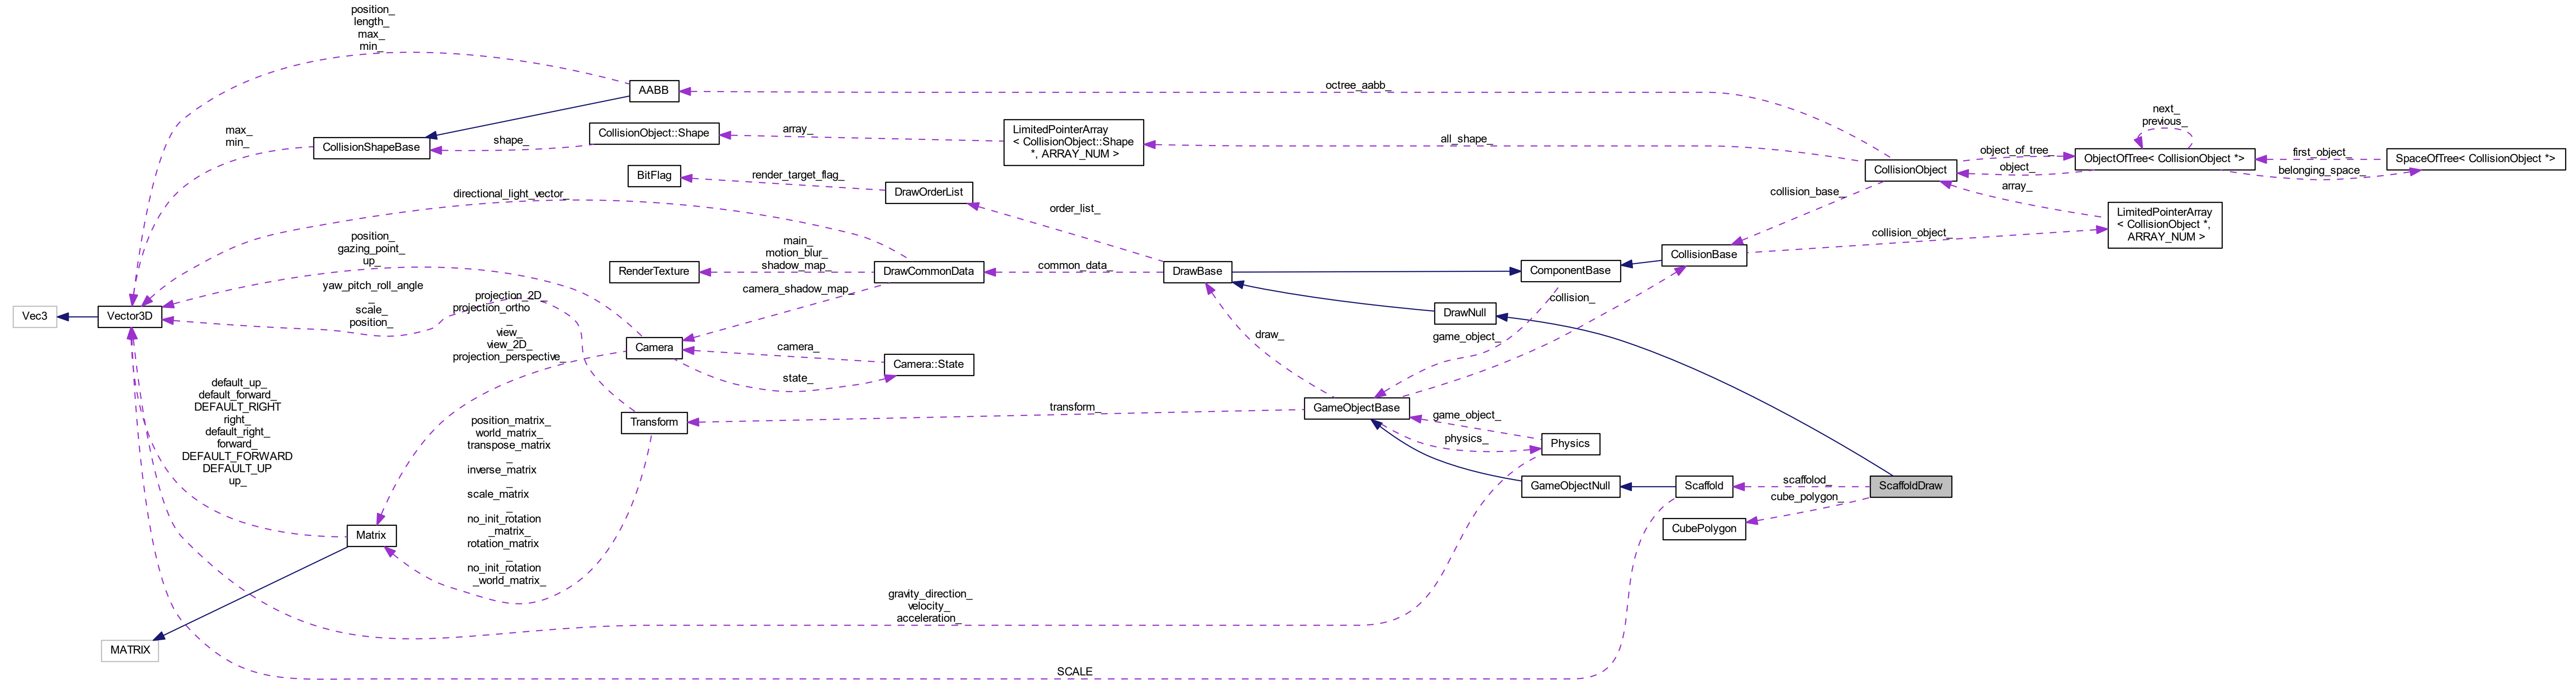 position_
length_
max_
min_
AABB
octree_aabb_
max_
min_
CollisionShapeBase
shape_
CollisionObject::Shape
array_
LimitedPointerArray
< CollisionObject::Shape
*, ARRAY_NUM >
all_shape_
CollisionObject
object_of_tree_
object_
next_
previous_
ObjectOfTree< CollisionObject *>
first_object_
belonging_space_
SpaceOfTree< CollisionObject *>
array_
LimitedPointerArray
< CollisionObject *,
ARRAY_NUM >
BitFlag
render_target_flag_
DrawOrderList
order_list_
collision_base_
collision_object_
CollisionBase
directional_light_vector_
position_
gazing_point_
up_
RenderTexture
main_
motion_blur_
shadow_map_
DrawCommonData
common_data_
DrawBase
ComponentBase
camera_shadow_map_
collision_
DrawNull
game_object_
Vec3
Vector3D
yaw_pitch_roll_angle
_
scale_
position_
projection_2D_
projection_ortho
_
view_
view_2D_
projection_perspective_
Camera
camera_
state_
Camera::State
draw_
default_up_
default_forward_
DEFAULT_RIGHT
right_
default_right_
forward_
DEFAULT_FORWARD
DEFAULT_UP
up_
Transform
transform_
GameObjectBase
game_object_
physics_
Physics
position_matrix_
world_matrix_
transpose_matrix
_
inverse_matrix
_
scale_matrix
_
no_init_rotation
_matrix_
rotation_matrix
_
no_init_rotation
_world_matrix_
GameObjectNull
Scaffold
scaffolod_
cube_polygon_
ScaffoldDraw
CubePolygon
Matrix
MATRIX
gravity_direction_
velocity_
acceleration_
SCALE